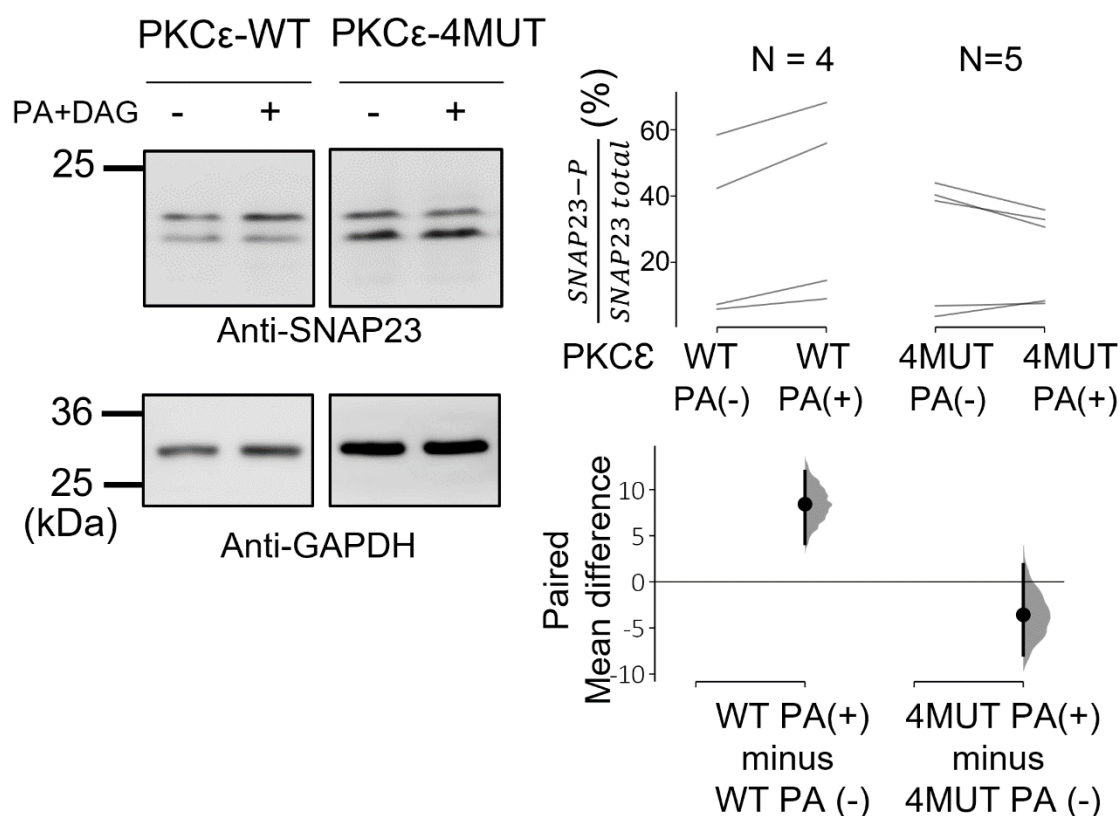 PKCε-WT PKCε-4MUT
PA+DAG - + - +
25
Anti-SNAP23
36
25
(kDa)
Anti-GAPDH
N = 4 N=5
SNAP23-P
SNAP23 total
(%)
60
40
20
PKCε WT WT 4MUT 4MUT
PA(-) PA(+) PA(-) PA(+)
Paired
Mean difference
10
5
0
-5
-10
WT PA(+) 4MUT PA(+)
minus minus
WT PA (-) 4MUT PA (-)